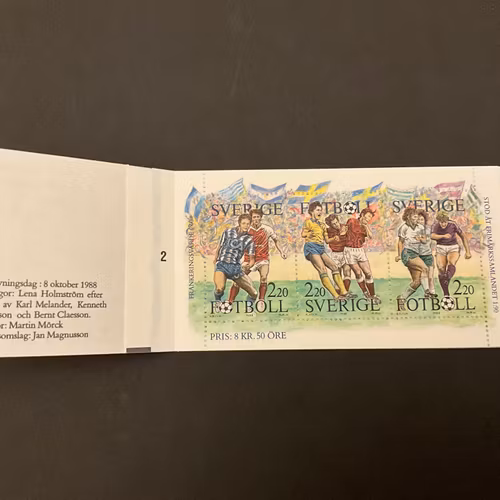 vningsdag : 8 oktober 1988
gor: Lena Holmström efter
av Karl Melander, Kenneth
son och Bernt Claesson.
or: Martin Mörck
somslag: Jan Magnusson
2
SVERIGE FOTBOLL SVERIGE
2.20 2.20 2.20
FOTBOLL SVERIGE FOTBOLL
PRIS: 8 KR. 50 ÖRE